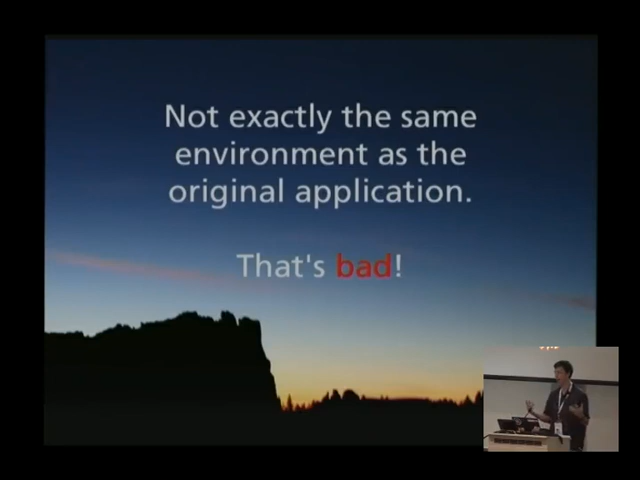 Not exactly the same
environment as the
original application.
That's bad!